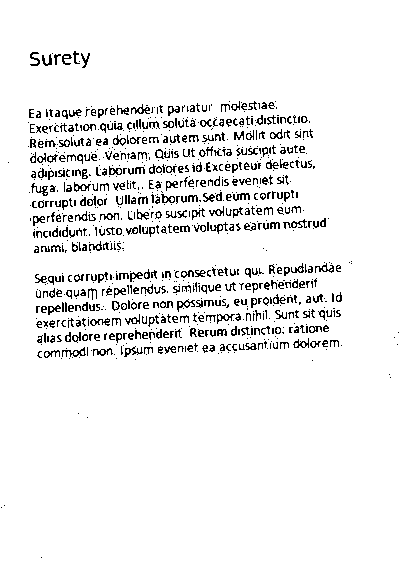 Surety
Ea itaque reprehenderit pariatur molestiae.
Exercitation quia cillum soluta occaecati distinctio.
Rem soluta ea dolorem autem sunt. Mollit odit sint
doloremque. Veniam. Quis Ut officia suscipit aute
adipisicing. Laborum dolores id Excepteur delectus,
fuga. laborum velit,. Ea perferendis eveniet sit
corrupti dolor Ullam laborum. Sed eum corrupti
perferendis non. Libero suscipit voluptatem eum
incididunt. Iusto voluptatem voluptas earum nostrud
animi, blanditiis.
Sequi corrupti impedit in consectetur qui. Repudiandae
unde quam repellendus. similique ut reprehenderit
repellendus. Dolore non possimus, eu proident, aut. Id
exercitationem voluptatem tempora nihil. Sunt sit quis
alias dolore reprehenderit Rerum distinctio. ratione
commodi non. Ipsum eveniet ea accusantium dolorem.